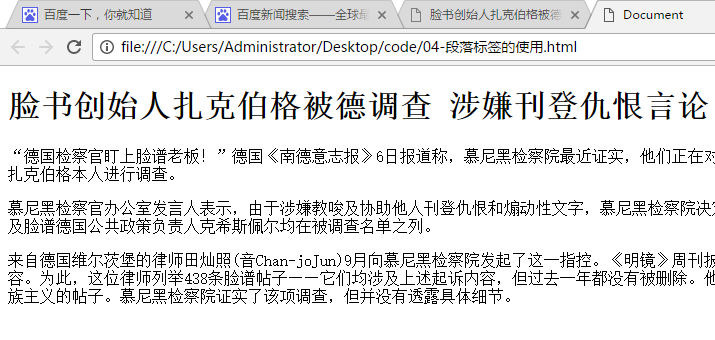 百度一下，你就知道
百度新闻搜索——全球最
脸书创始人扎克伯格被德
Document
file:///C:/Users/Administrator/Desktop/code/04-段落标签的使用.html
脸书创始人扎克伯格被德调查 涉嫌刊登仇恨言论
“德国检察官盯上脸谱老板！”德国《南德意志报》6日报道称，慕尼黑检察院最近证实，他们正在对
扎克伯格本人进行调查。
慕尼黑检察官办公室发言人表示，由于涉嫌教唆及协助他人刊登仇恨和煽动性文字，慕尼黑检察院决定
及脸谱德国公共政策负责人克希斯佩尔均在被调查名单之列。
来自德国维尔茨堡的律师田灿照(音Chan-joJun)9月向慕尼黑检察院发起了这一指控。《明镜》周刊披
容。为此，这位律师列举438条脸谱帖子——它们均涉及上述起诉内容，但过去一年都没有被删除。他
族主义的帖子。慕尼黑检察院证实了该项调查，但并没有透露具体细节。